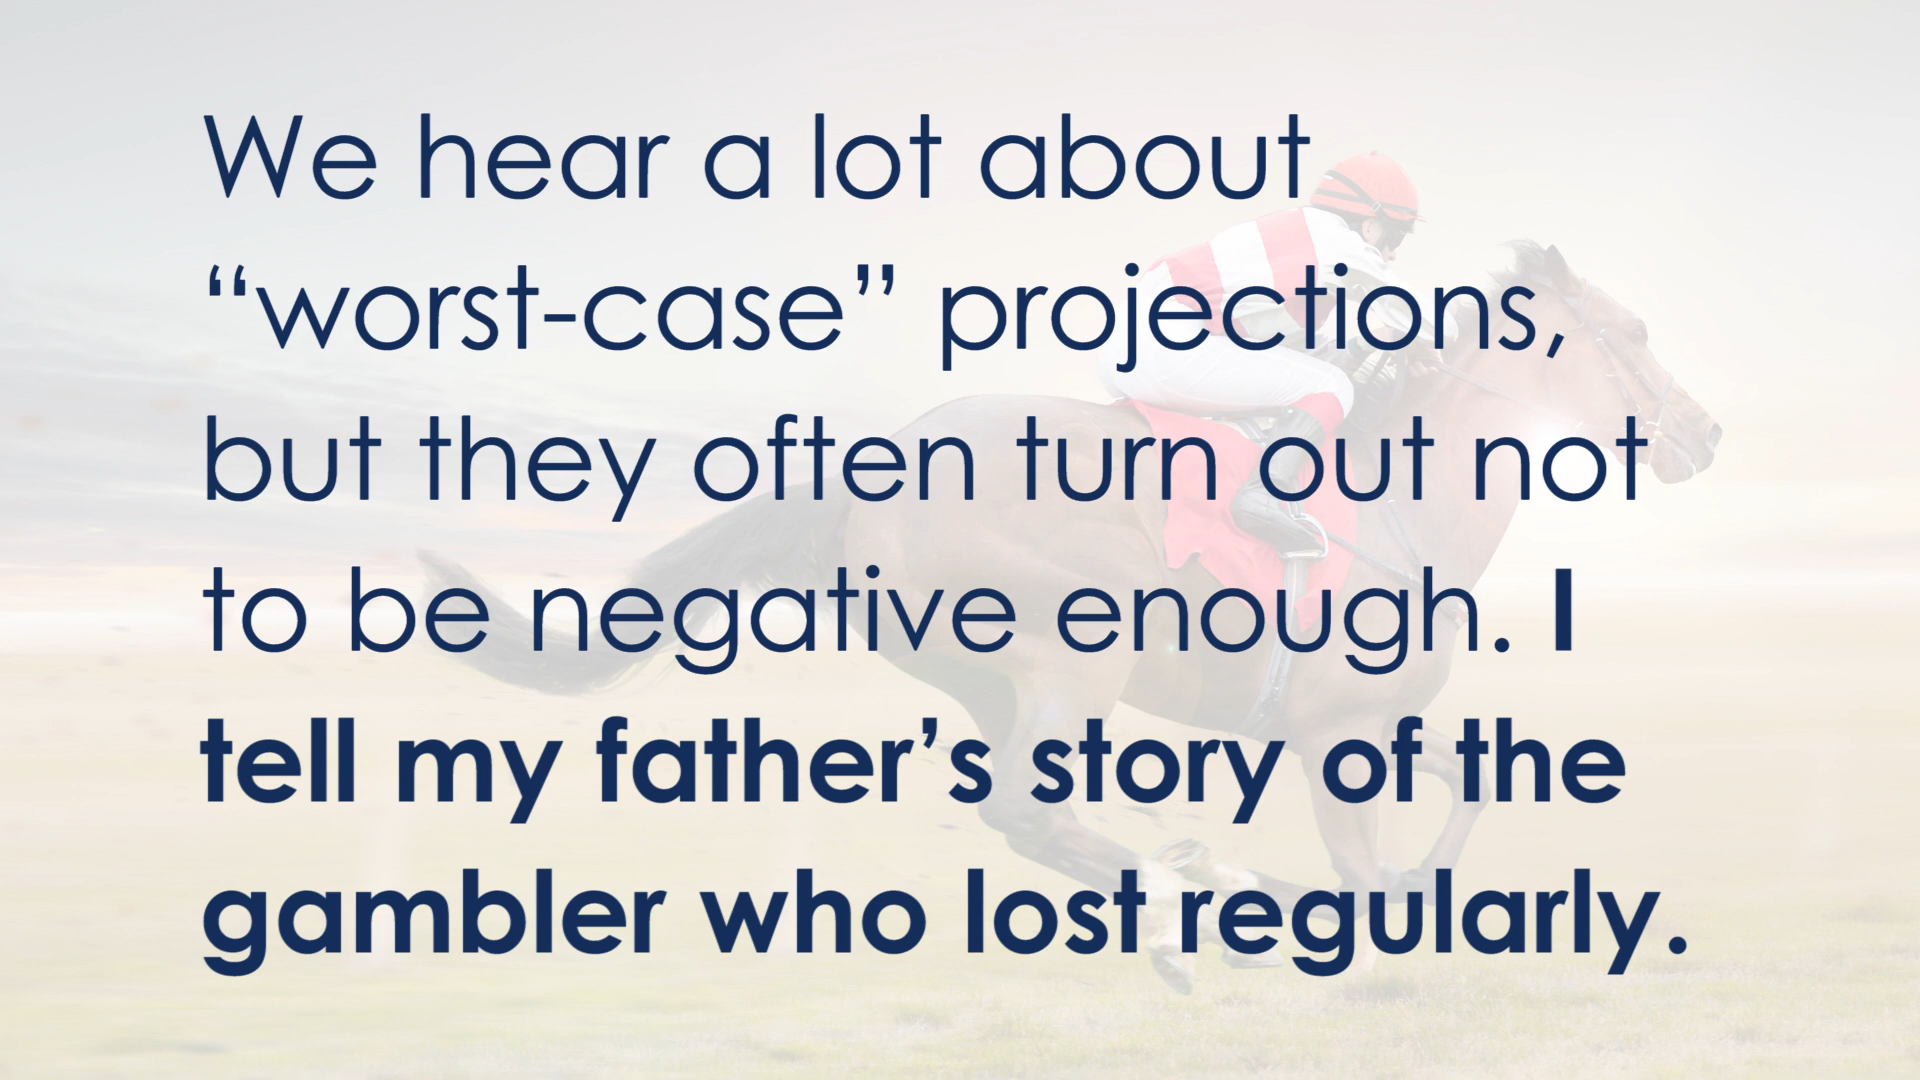 We hear a lot about
“worst-case” projections,
but they often turn out not
to be negative enough. I
tell my father’s story of the
gambler who lost regularly.